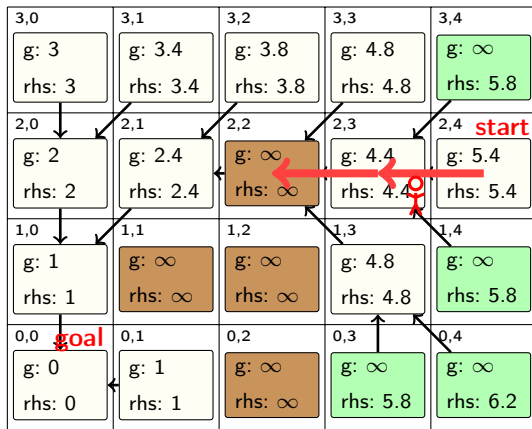 3,0 3,1 3,2 3,3 3,4
g: 3 g: 3.4 g: 3.8 g: 4.8 g: ∞
rhs: 3 rhs: 3.4 rhs: 3.8 rhs: 4.8 rhs: 5.8
2,0 2,1 2,2 2,3 2,4 start
g: 2 g: 2.4 g: ∞ g: 4.4 g: 5.4
rhs: 2 rhs: 2.4 rhs: ∞ rhs: 4.4 rhs: 5.4
1,0 1,1 1,2 1,3 1,4
g: 1 g: ∞ g: ∞ g: 4.8 g: ∞
rhs: 1 rhs: ∞ rhs: ∞ rhs: 4.8 rhs: 5.8
0,0 goal 0,1 0,2 0,3 0,4
g: 0 g: 1 g: ∞ g: ∞ g: ∞
rhs: 0 rhs: 1 rhs: ∞ rhs: 5.8 rhs: 6.2